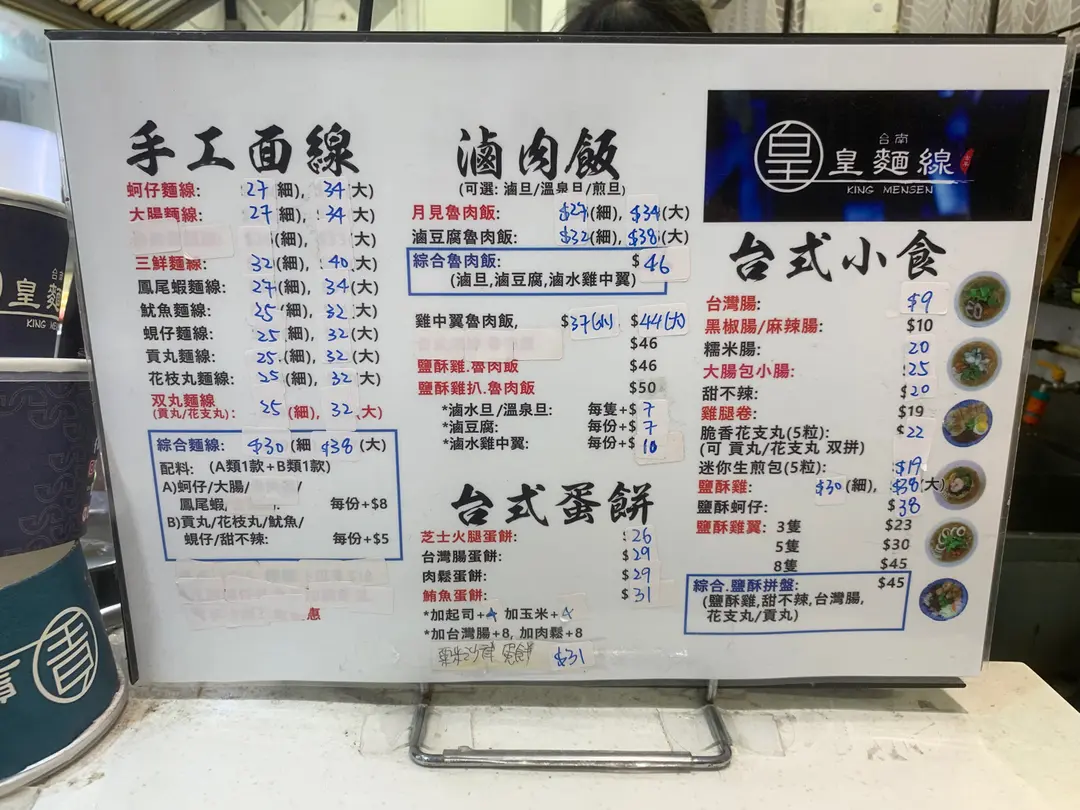 手工面線
蚵仔麵線: 27(細), 34(大)
大腸麵線: 27(細), 34(大)
(細), (大)
三鮮麵線: 32(細), 40(大)
鳳尾蝦麵線: 27(細), 34(大)
魷魚麵線: 25(細), 32(大)
蜆仔麵線: 25(細), 32(大)
貢丸麵線: 25(細), 32(大)
花枝丸麵線: 25(細), 32(大)
双丸麵線
(貢丸/花支丸): 25(細), 32(大)
綜合麵線: $30(細 $38(大)
配料: (A類1款+B類1款)
A)蚵仔/大腸/ /
鳳尾蝦, 每份+$8
B)貢丸/花枝丸/魷魚/
蜆仔/甜不辣: 每份+$5
惠
滷肉飯
(可選: 滷旦/溫泉旦/煎旦)
月見魯肉飯: $27(細), $34(大)
滷豆腐魯肉飯: $32(細), $38(大)
綜合魯肉飯: $46
(滷旦,滷豆腐,滷水雞中翼)
雞中翼魯肉飯, $37(小) $44(大)
$46
鹽酥雞.魯肉飯 $46
鹽酥雞扒.魯肉飯 $50
*滷水旦/溫泉旦: 每隻+$7
*滷豆腐: 每份+$7
*滷水雞中翼: 每份+$10
台式蛋餅
芝士火腿蛋餅: $26
台灣腸蛋餅: $29
肉鬆蛋餅: $29
鮪魚蛋餅: $31
*加起司+4 加玉米+4
*加台灣腸+8, 加肉鬆+8
粟米沙律 蛋餅 $31
皇
台南
皇麵線
KING MENSEN
台式小食
台灣腸: $9
黑椒腸/麻辣腸: $10
糯米腸: 20
大腸包小腸: $25
甜不辣: $20
雞腿卷: $19
脆香花支丸(5粒): $22
(可 貢丸/花支丸 双拼)
迷你生煎包(5粒): $19
鹽酥雞: $30(細), $38(大)
鹽酥蚵仔: $38
鹽酥雞翼: 3隻 $23
5隻 $30
8隻 $45
綜合.鹽酥拼盤: $45
(鹽酥雞,甜不辣,台灣腸,
花支丸/貢丸)
台南
皇麵
KING MEN